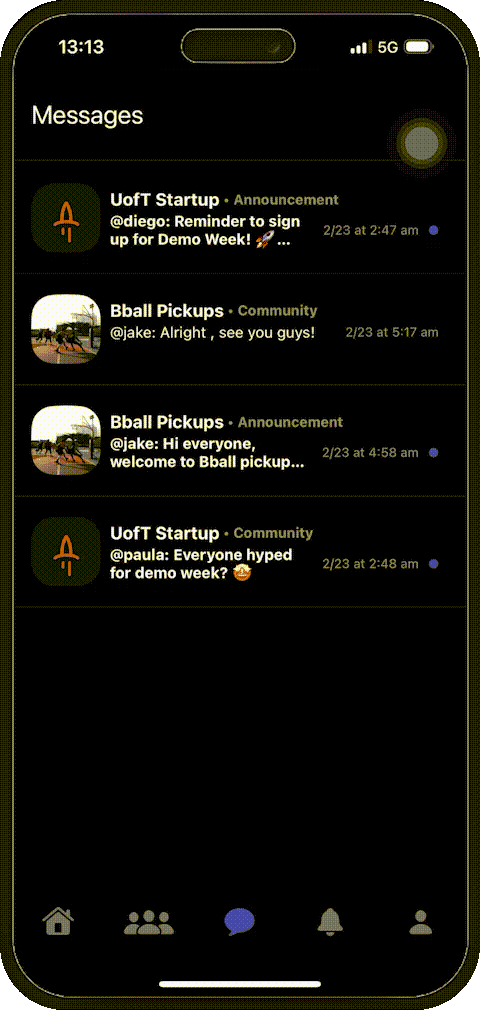 13:13
5G
Messages
UofT Startup • Announcement
@diego: Reminder to sign
up for Demo Week! 🚀 ...
2/23 at 2:47 am
Bball Pickups • Community
@jake: Alright , see you guys!
2/23 at 5:17 am
Bball Pickups • Announcement
@jake: Hi everyone,
welcome to Bball pickup...
2/23 at 4:58 am
UofT Startup • Community
@paula: Everyone hyped
for demo week? 🤩
2/23 at 2:48 am